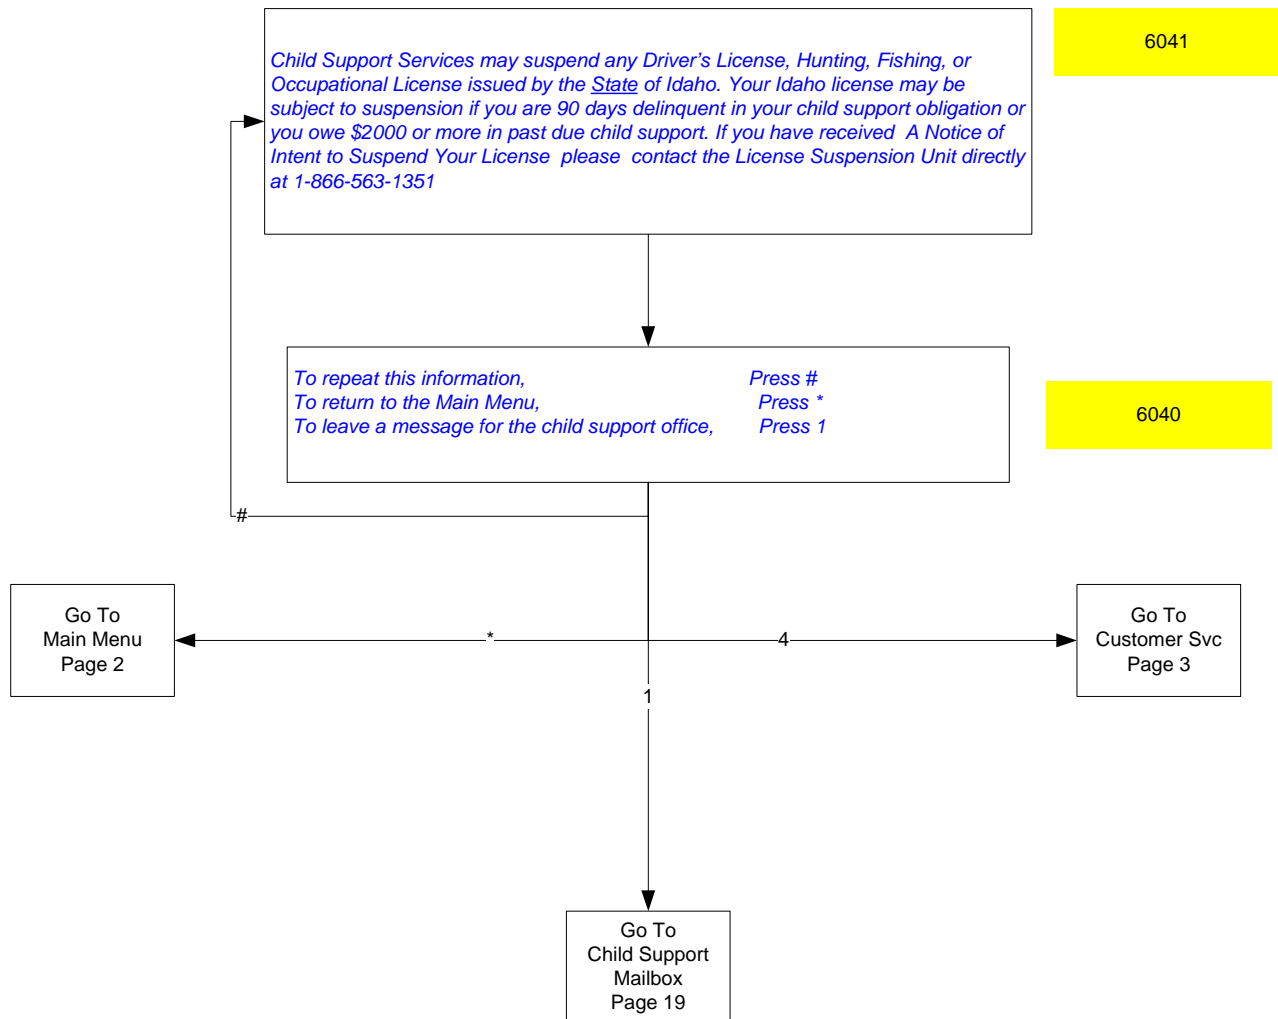 6041
Child Support Services may suspend any Driver's License, Hunting, Fishing, or
Occupational License issued by the State of Idaho. Your Idaho license may be
subject to suspension if you are 90 days delinquent in your child support obligation or
you owe $2000 or more in past due child support. If you have received  A Notice of
Intent to Suspend Your License  please  contact the License Suspension Unit directly
at 1-866-563-1351
To repeat this information, Press #
To return to the Main Menu, Press *
To leave a message for the child support office, Press 1
6040
#
Go To
Main Menu
Page 2
*
4
Go To
Customer Svc
Page 3
1
Go To
Child Support
Mailbox
Page 19